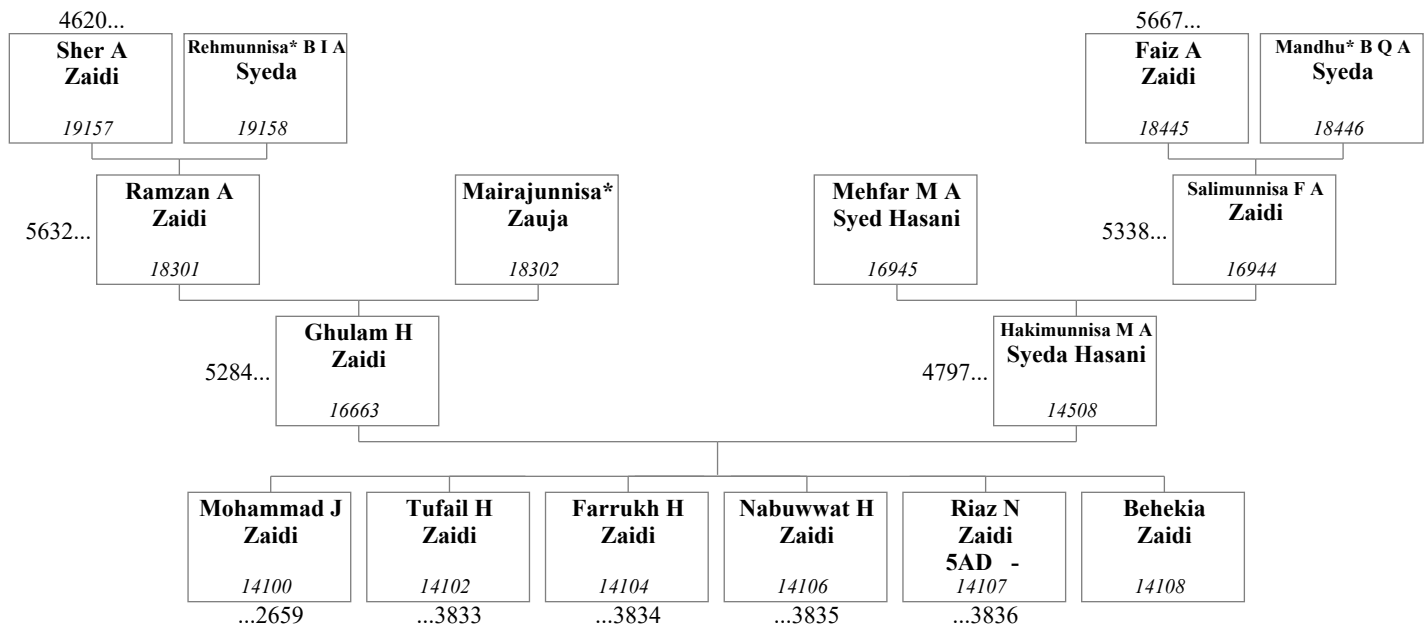 4620...
Sher A
Zaidi
19157
Rehmunnisa* B I A
Syeda
19158
5667...
Faiz A
Zaidi
18445
Mandhu* B Q A
Syeda
18446
5632...
Ramzan A
Zaidi
18301
Mairajunnisa*
Zauja
18302
Mehfar M A
Syed Hasani
16945
5338...
Salimunnisa F A
Zaidi
16944
5284...
Ghulam H
Zaidi
16663
4797...
Hakimunnisa M A
Syeda Hasani
14508
Mohammad J
Zaidi
14100
...2659
Tufail H
Zaidi
14102
...3833
Farrukh H
Zaidi
14104
...3834
Nabuwwat H
Zaidi
14106
...3835
Riaz N
Zaidi
5AD -
14107
...3836
Behekia
Zaidi
14108